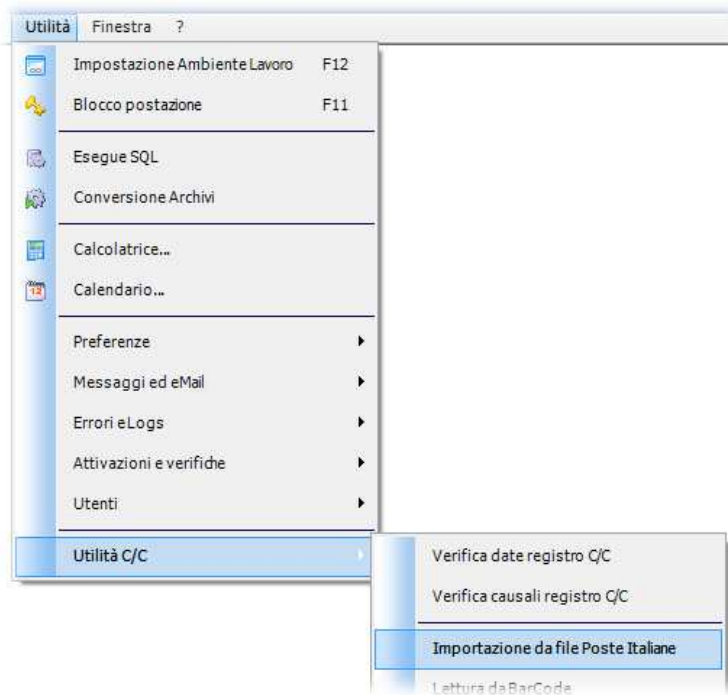 Utilità Finestra ?
Impostazione Ambiente Lavoro F12
Blocco postazione F11
Esegue SQL
Conversione Archivi
Calcolatrice...
12
Calendario...
Preferenze
Messaggi ed eMail
Errori e Logs
Attivazioni e verifiche
Utenti
Utilità C/C
Verifica date registro C/C
Verifica causali registro C/C
Importazione da file Poste Italiane
Lettura da BarCode